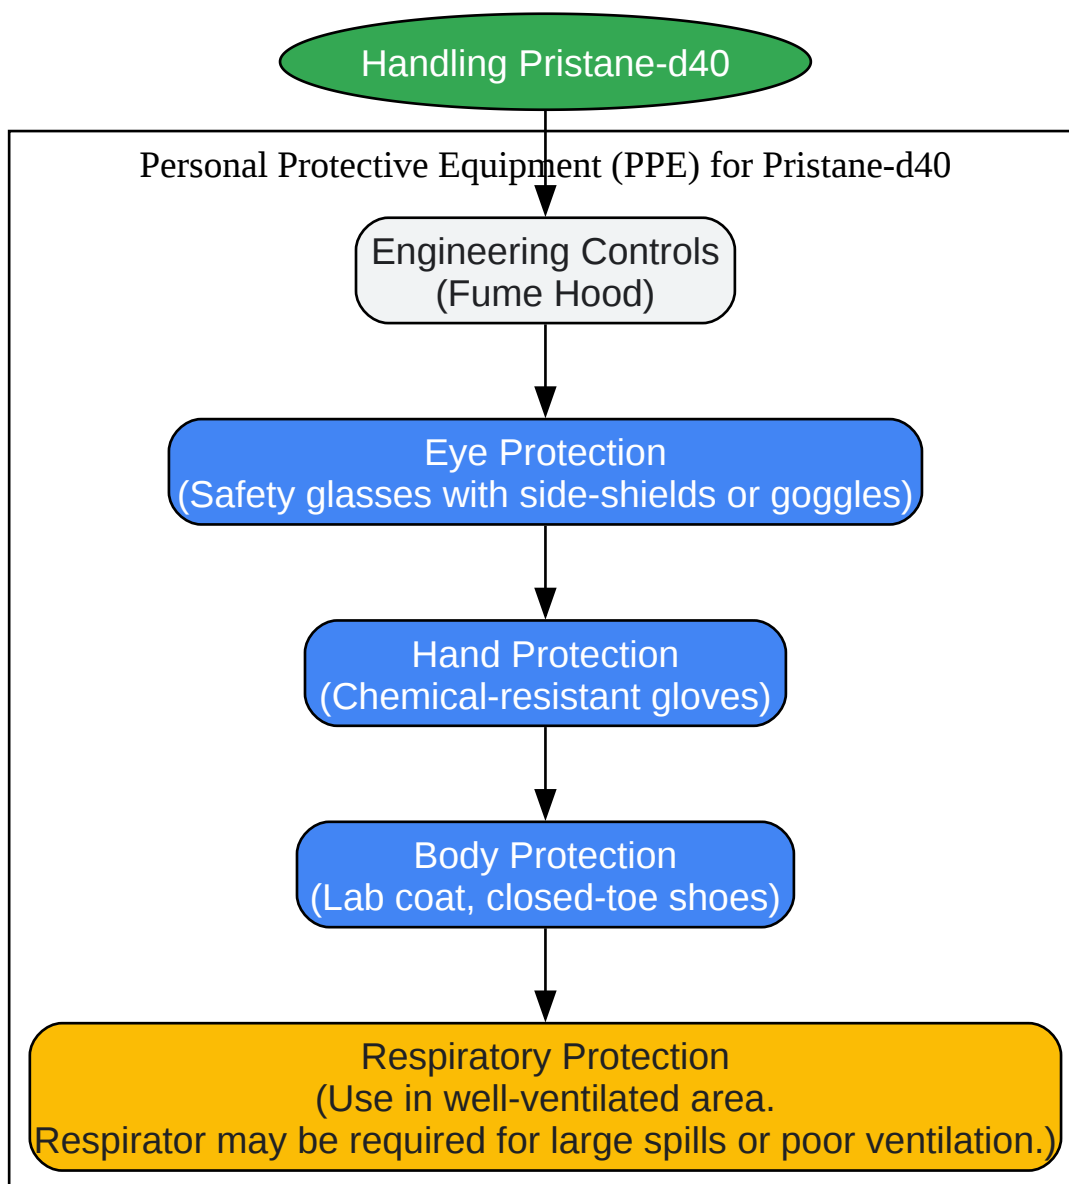 Handling Pristane-d40
Personal Protective Equipment (PPE) for Pristane-d40
Engineering Controls
(Fume Hood)
Eye Protection
(Safety glasses with side-shields or goggles)
Hand Protection
(Chemical-resistant gloves)
Body Protection
(Lab coat, closed-toe shoes)
Respiratory Protection
(Use in well-ventilated area.
Respirator may be required for large spills or poor ventilation.)